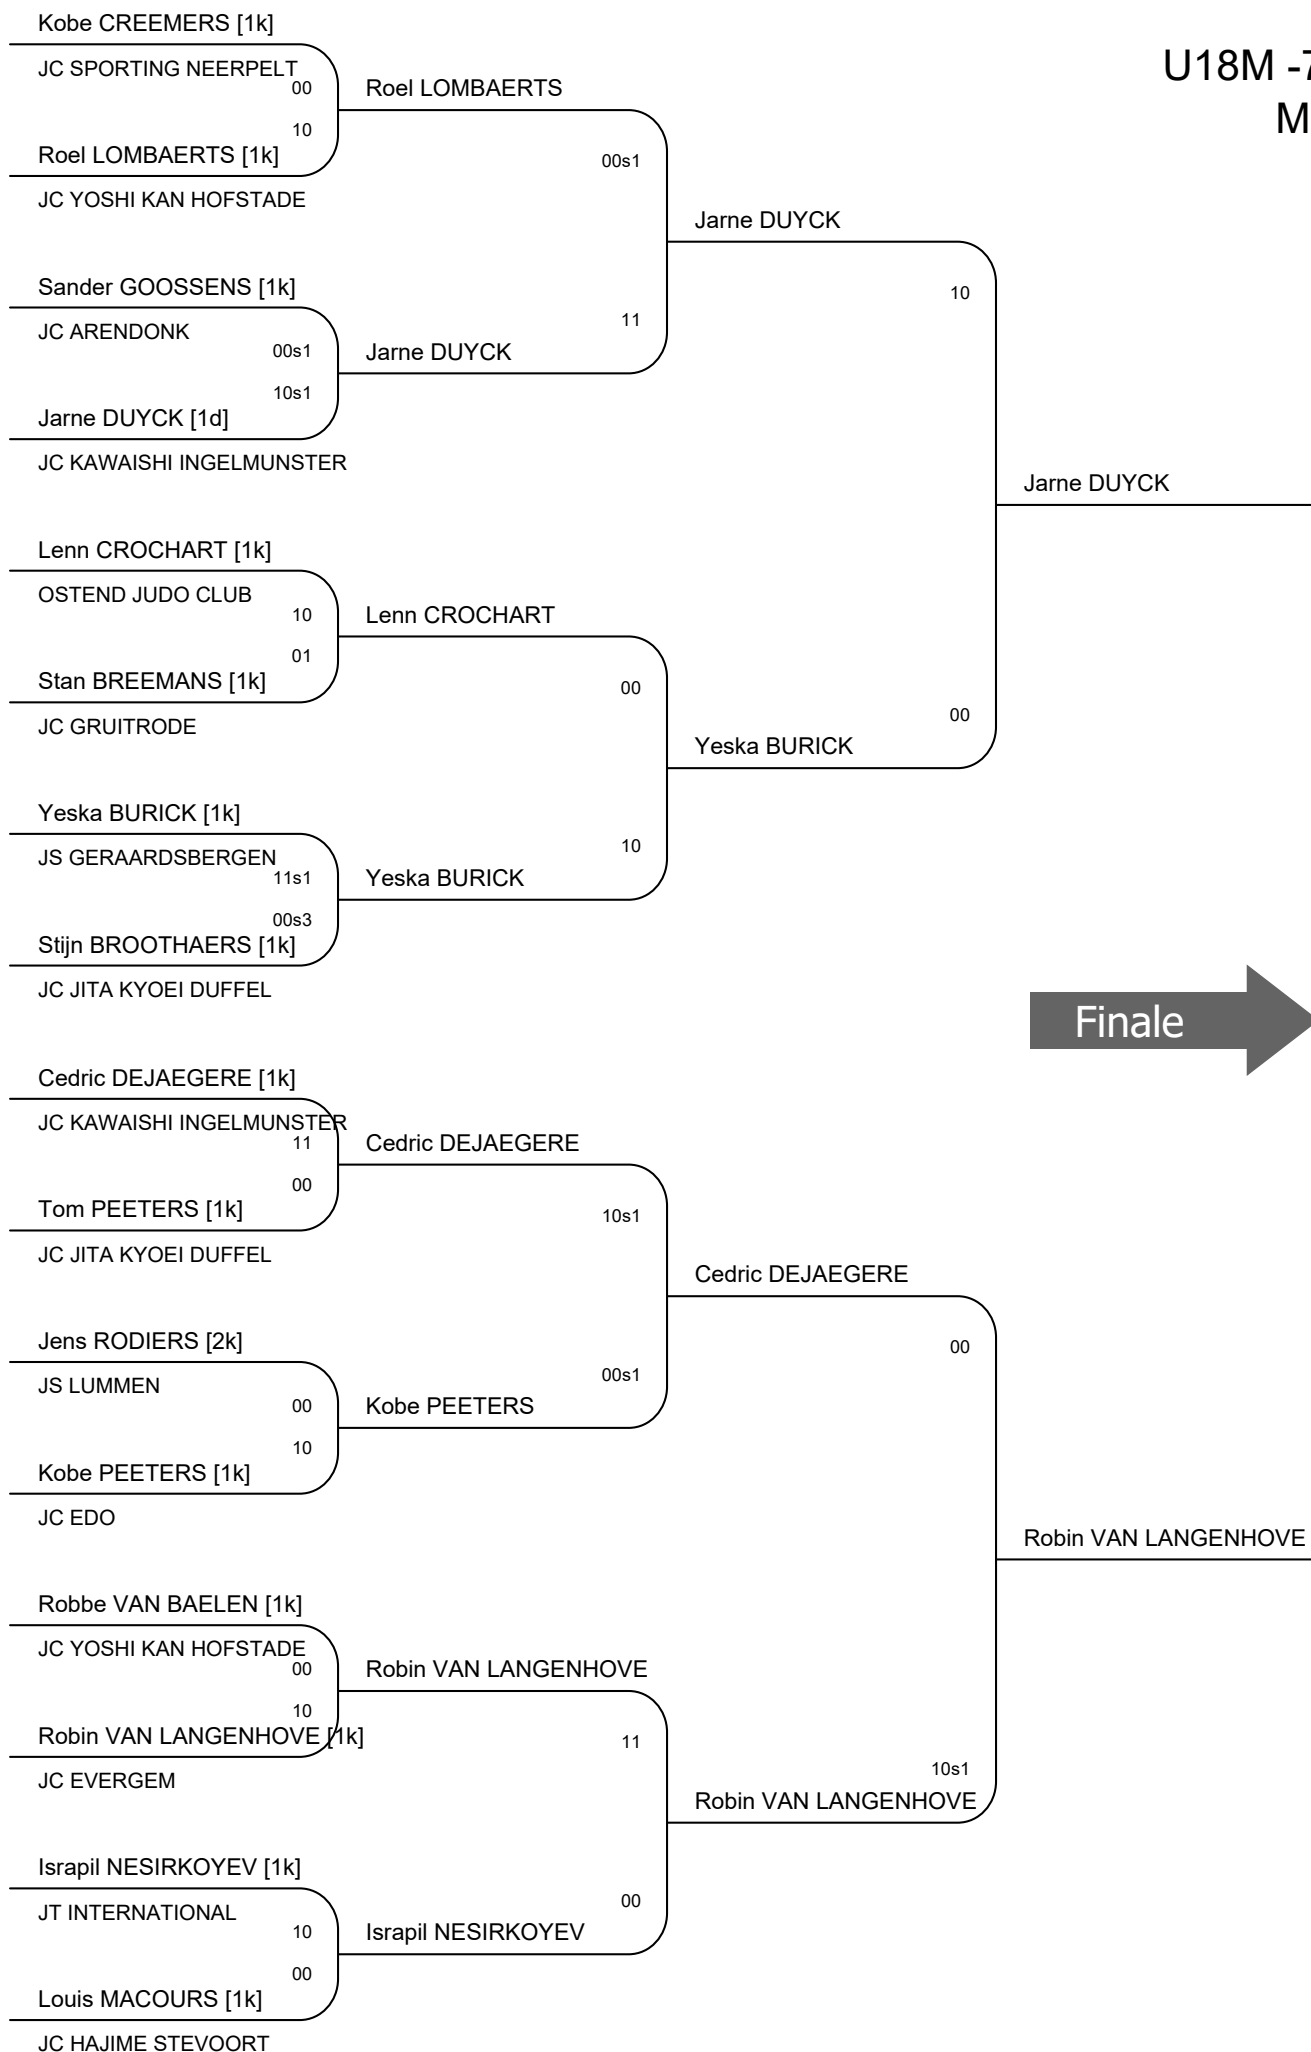 Kobe CREEMERS [1k]
JC SPORTING NEERPELT
00
10
Roel LOMBAERTS [1k]
JC YOSHI KAN HOFSTADE
Roel LOMBAERTS
00s1
U18M -7
M
Sander GOOSSENS [1k]
JC ARENDONK
00s1
10s1
Jarne DUYCK [1d]
JC KAWAISHI INGELMUNSTER
11
Jarne DUYCK
Jarne DUYCK
10
Jarne DUYCK
Lenn CROCHART [1k]
OSTEND JUDO CLUB
10
01
Stan BREEMANS [1k]
JC GRUITRODE
Lenn CROCHART
00
00
Yeska BURICK
Yeska BURICK [1k]
JS GERAARDSBERGEN
11s1
00s3
Stijn BROOTHAERS [1k]
JC JITA KYOEI DUFFEL
10
Yeska BURICK
Finale
Cedric DEJAEGERE [1k]
JC KAWAISHI INGELMUNSTER
11
00
Tom PEETERS [1k]
JC JITA KYOEI DUFFEL
Cedric DEJAEGERE
10s1
Cedric DEJAEGERE
00
Jens RODIERS [2k]
JS LUMMEN
00
10
Kobe PEETERS [1k]
JC EDO
00s1
Kobe PEETERS
Robin VAN LANGENHOVE
Robbe VAN BAELEN [1k]
JC YOSHI KAN HOFSTADE
00
10
Robin VAN LANGENHOVE [1k]
JC EVERGEM
Robin VAN LANGENHOVE
11
10s1
Robin VAN LANGENHOVE
Israpil NESIRKOYEV [1k]
JT INTERNATIONAL
10
00
Louis MACOURS [1k]
JC HAJIME STEVOORT
00
Israpil NESIRKOYEV